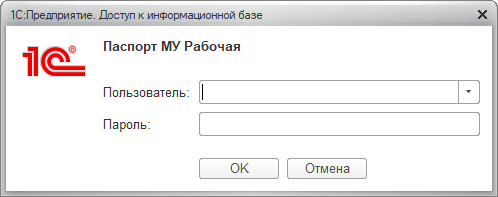 1С:Предприятие. Доступ к информационной базе
1С®
Паспорт МУ Рабочая
Пользователь:
Пароль:
OK
Отмена